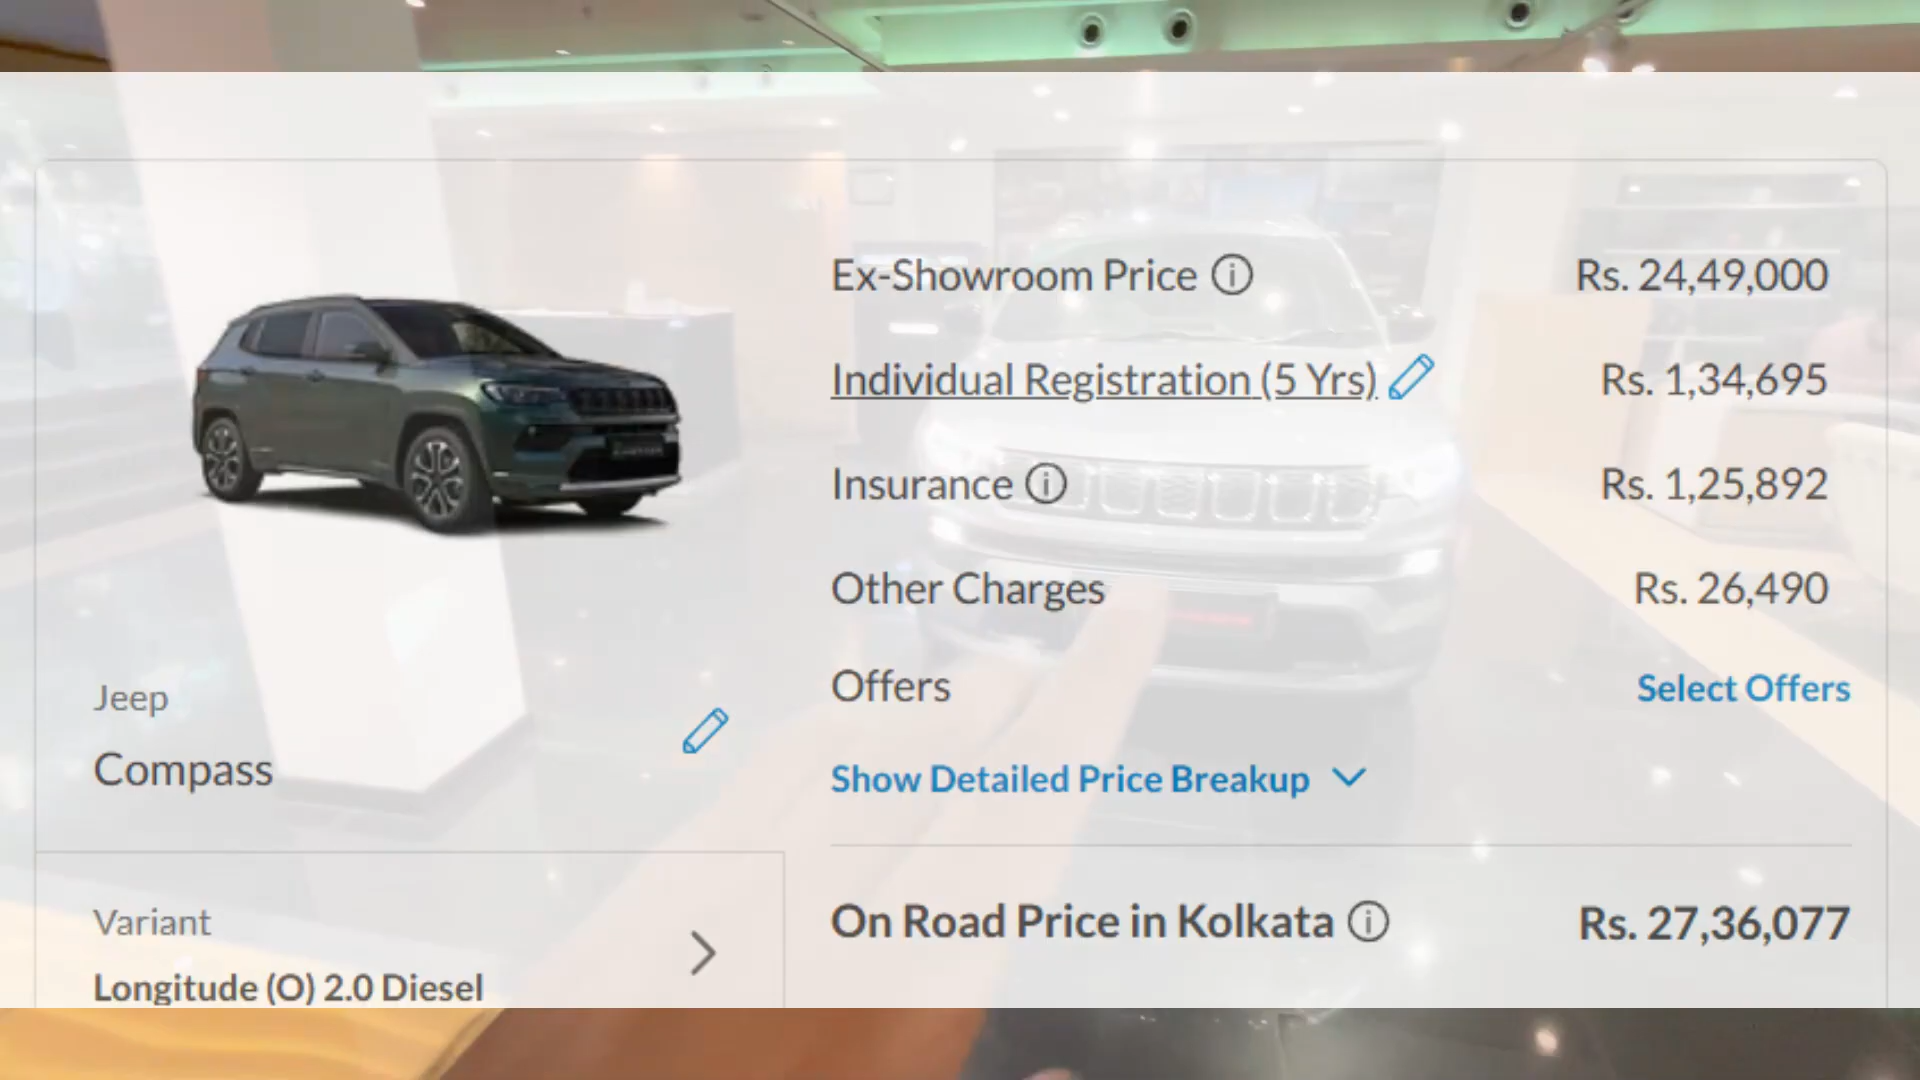 Ex-Showroom Price Rs. 24,49,000
Individual Registration (5 Yrs) Rs. 1,34,695
Insurance Rs. 1,25,892
Other Charges Rs. 26,490
Offers Select Offers
Show Detailed Price Breakup
On Road Price in Kolkata Rs. 27,36,077
Jeep
Compass
Variant
Longitude (O) 2.0 Diesel